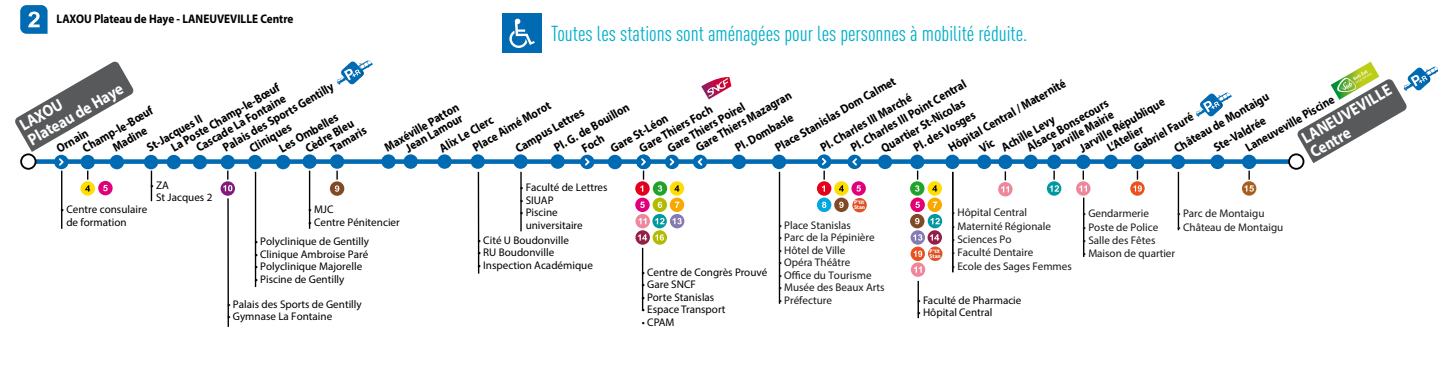 2 LAXOU Plateau de Haye - LANEUVEVILLE Centre
Toutes les stations sont aménagées pour les personnes à mobilité réduite.
LAXOU
Plateau de Haye
Ornain
Champ-le-Bœuf
Madine
St-Jacques II
La Poste Champ-le-Bœuf
Cascade La Fontaine
Palais des Sports Gentilly
P+R
Cliniques
Les Ombelles
Cèdre Bleu
Tamaris
Maxéville Patton
Jean Lamour
Alix Le Clerc
Place Aimé Morot
Campus Lettres
Pl. G. de Bouillon
Foch
Gare St-Léon
Gare Thiers Foch
SNCF
Gare Thiers Poirel
Gare Thiers Mazagran
Pl. Dombasle
Place Stanislas Dom Calmet
Pl. Charles III Marché
Pl. Charles III Point Central
Quartier St-Nicolas
Pl. des Vosges
Hôpital Central / Maternité
Vic
Achille Levy
Alsace Bonsecours
Jarville Mairie
Jarville République
L'Atelier
Gabriel Fauré
P+R
Château de Montaigu
Ste-Valdrée
Laneuveville Piscine
LANEUVEVILLE
Centre
P+R
4 5
10
9
1 3 4
5 6 7
11 12 13
14 16
1 4 5
8 9 P'tit Stan
3 4
5 7
9 12
13 14
19 P'tit Stan
11
11
12
11
19
15
• Centre consulaire
de formation
• ZA
St Jacques 2
• Palais des Sports de Gentilly
• Gymnase La Fontaine
• Polyclinique de Gentilly
• Clinique Ambroise Paré
• Polyclinique Majorelle
• Piscine de Gentilly
• MJC
• Centre Pénitencier
• Cité U Boudonville
• RU Boudonville
• Inspection Académique
• Faculté de Lettres
• SIUAP
• Piscine
universitaire
• Centre de Congrès Prouvé
• Gare SNCF
• Porte Stanislas
• Espace Transport
• CPAM
• Place Stanislas
• Parc de la Pépinière
• Hôtel de Ville
• Opéra Théâtre
• Office du Tourisme
• Musée des Beaux Arts
• Préfecture
• Faculté de Pharmacie
• Hôpital Central
• Hôpital Central
• Maternité Régionale
• Sciences Po
• Faculté Dentaire
• Ecole des Sages Femmes
• Gendarmerie
• Poste de Police
• Salle des Fêtes
• Maison de quartier
• Parc de Montaigu
• Château de Montaigu